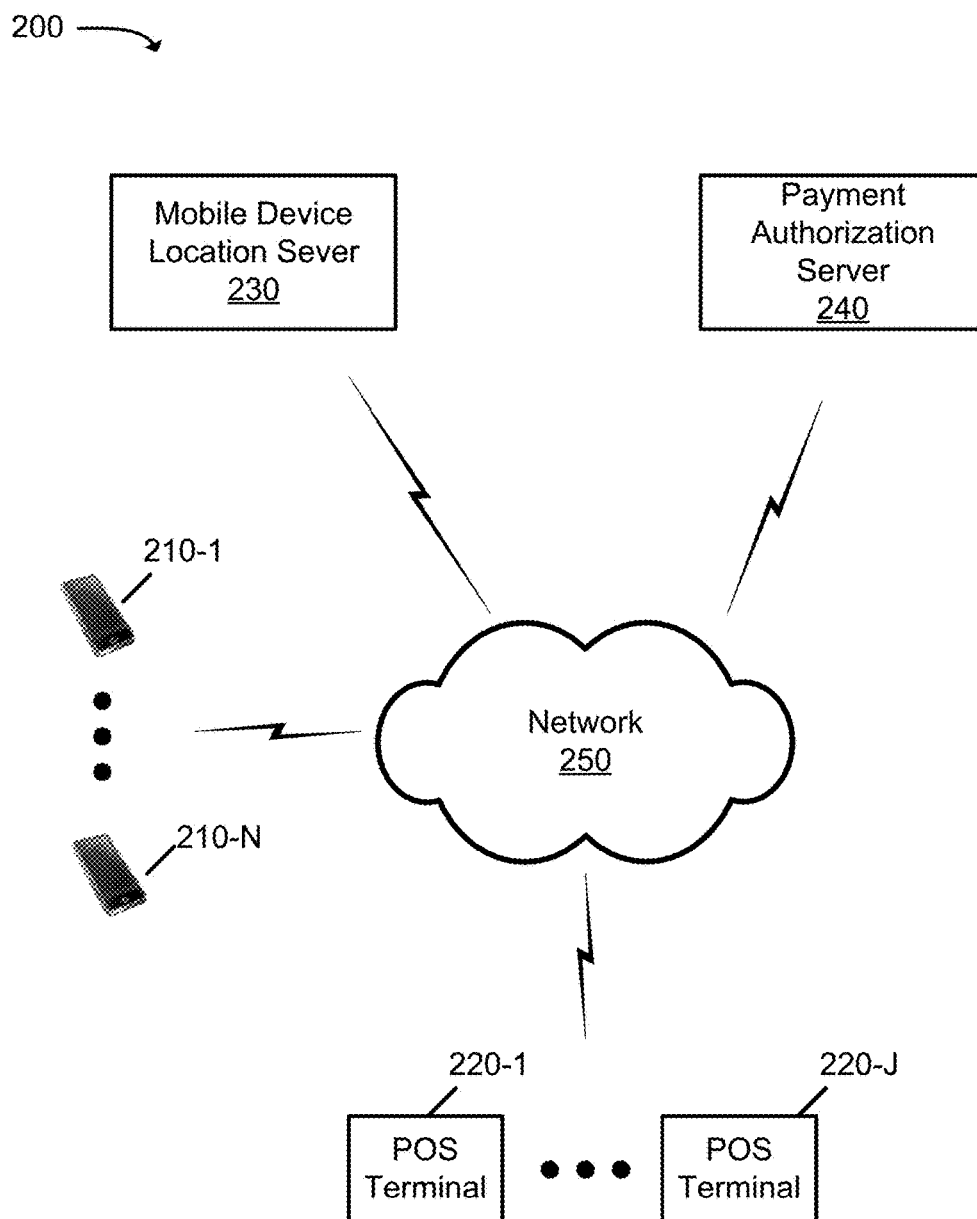 200
Mobile Device
Location Sever
230
Payment
Authorization
Server
240
210-1
Network
250
210-N
220-1
220-J
POS
Terminal
POS
Terminal